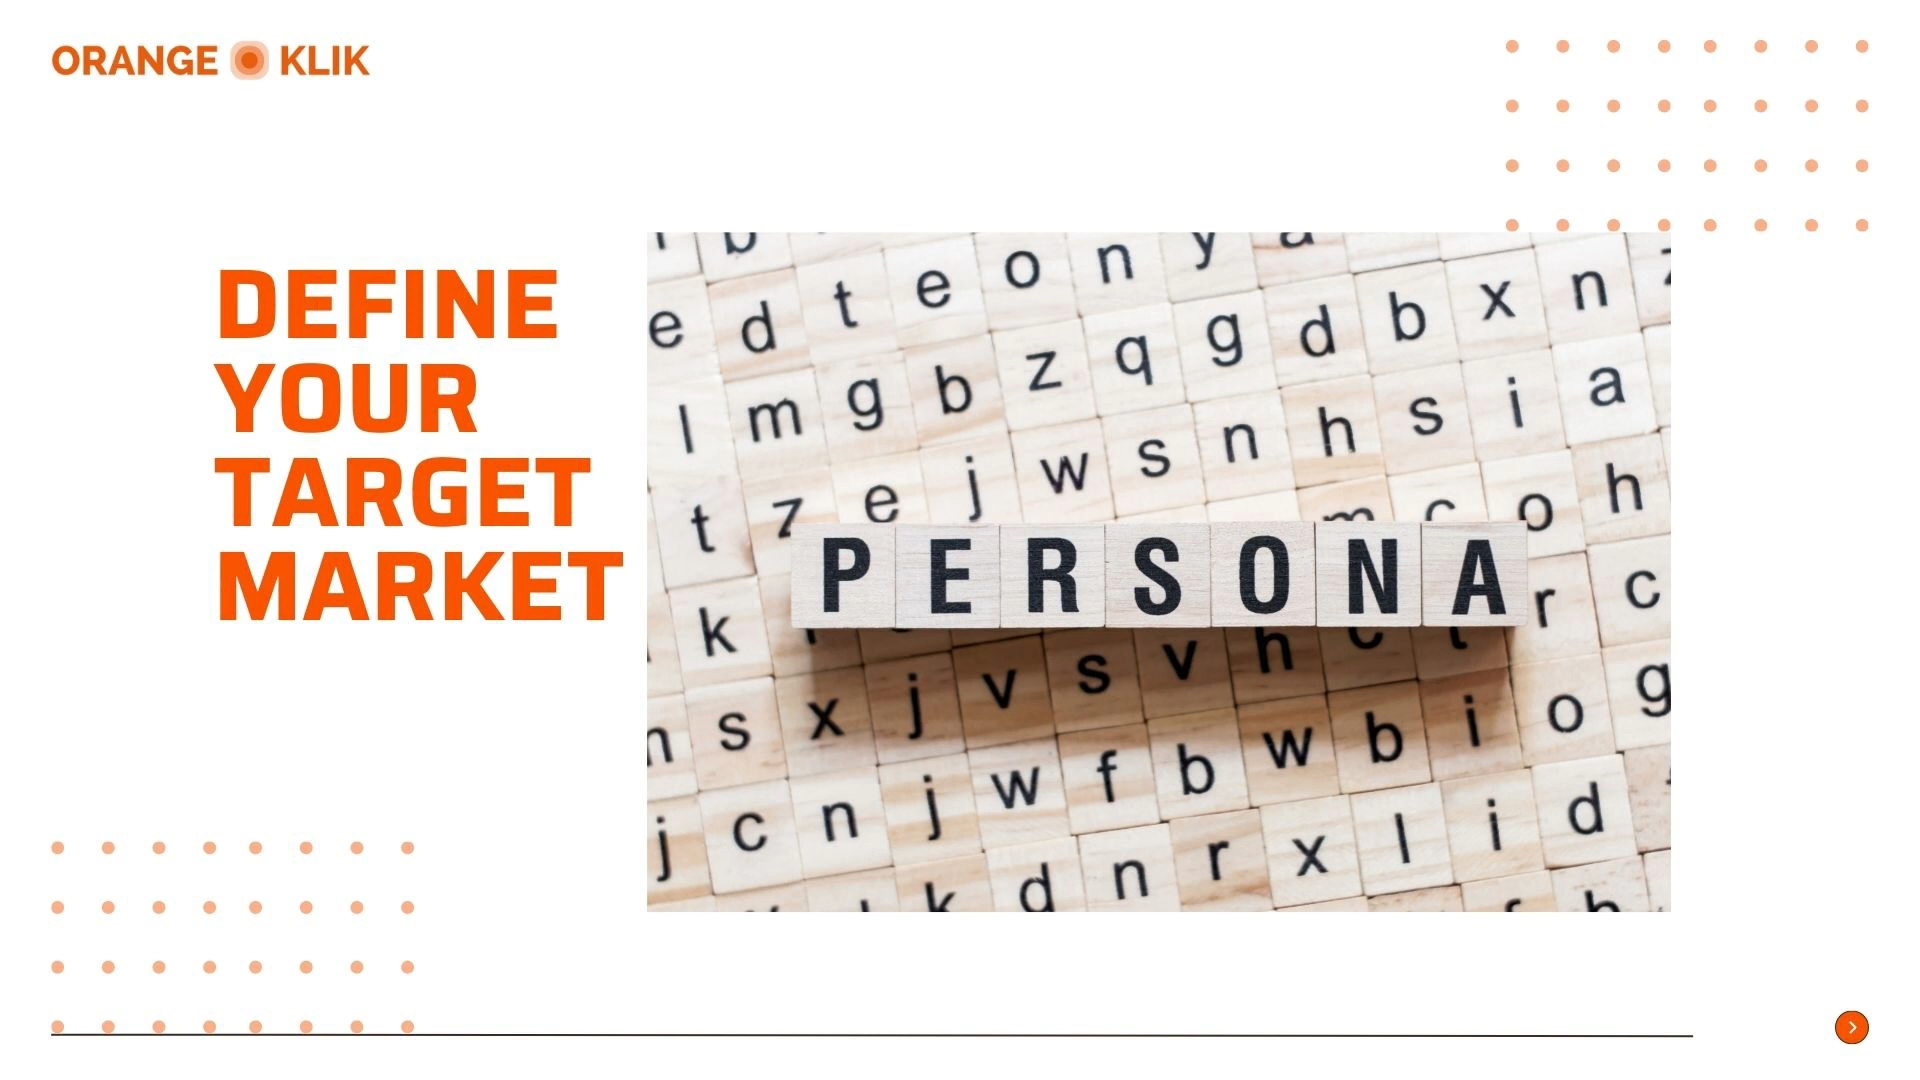 ORANGE KLIK
DEFINE
YOUR
TARGET
MARKET
b
e d t e o n y a
l m g b z q g d b x n
t z e j w s n h s i a
m c o h
PERSONA
k r c
n s x j v s v h c t
j c n j w f b w b i o g
k d n r x l i d